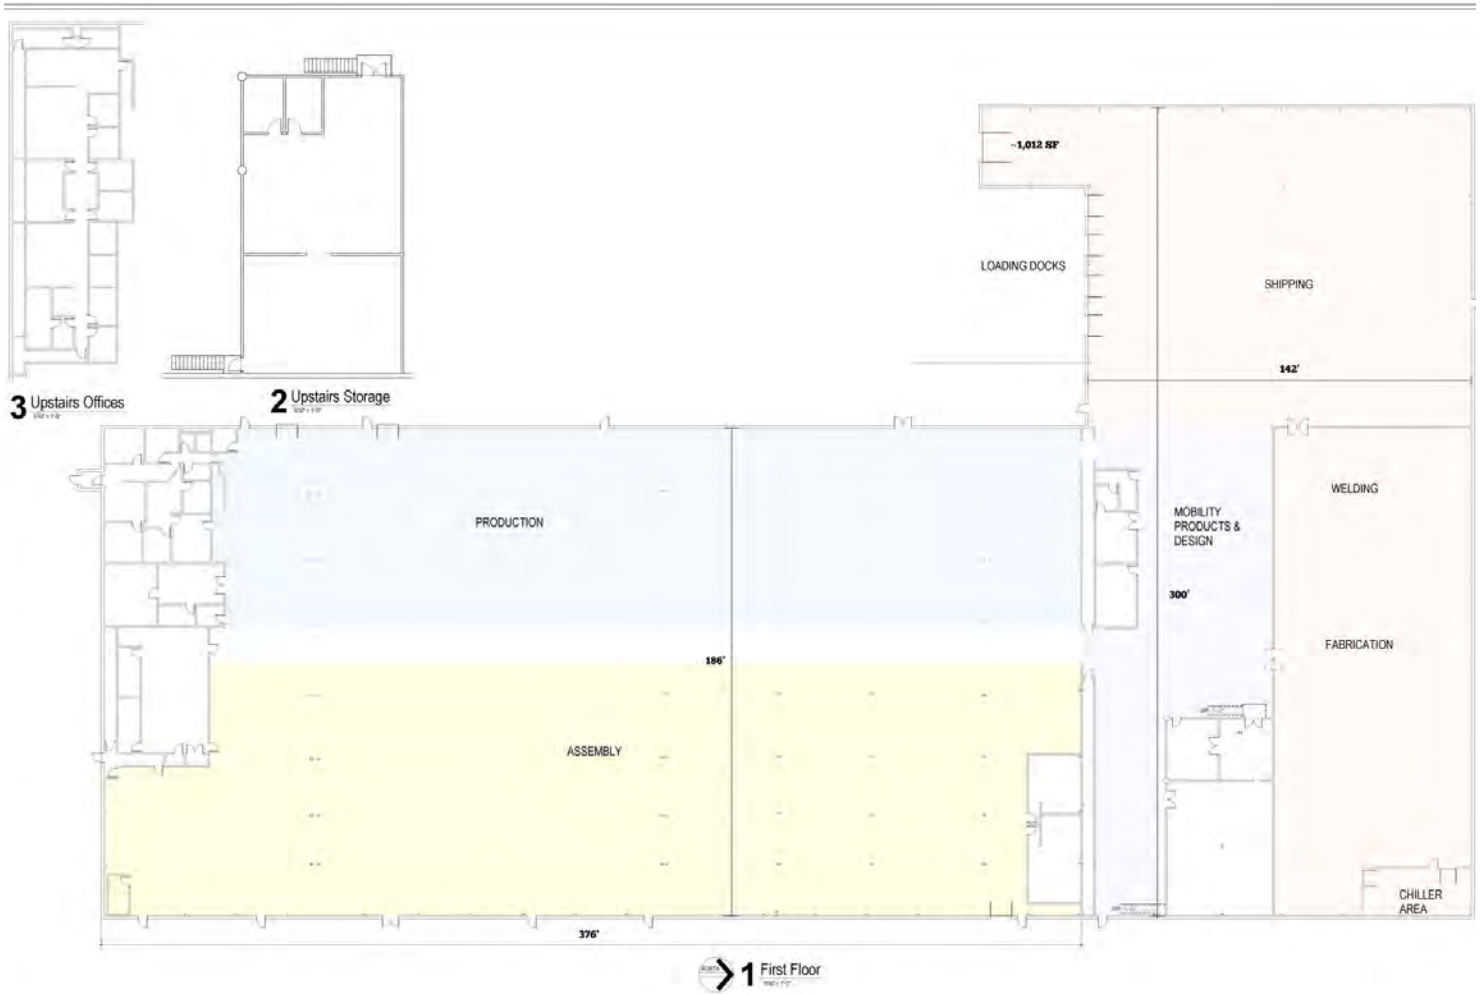 ~1,012 SF
LOADING DOCKS
SHIPPING
142'
3 Upstairs Offices
2 Upstairs Storage
WELDING
PRODUCTION
MOBILITY
PRODUCTS &
DESIGN
300'
FABRICATION
186'
ASSEMBLY
CHILLER
AREA
376'
NORTH
1 First Floor